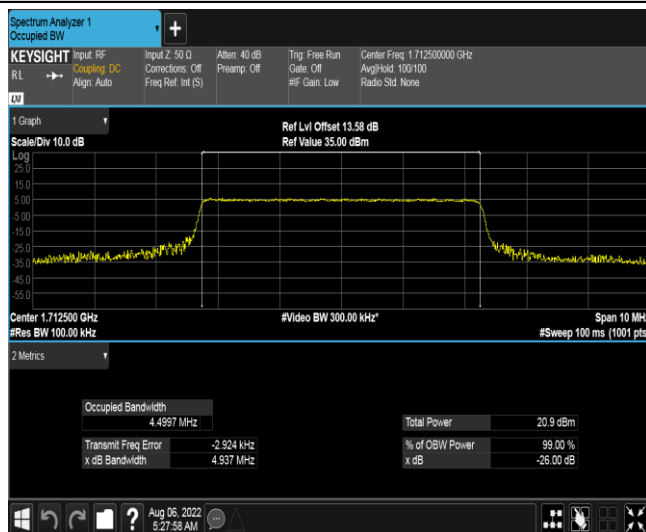 Spectrum Analyzer 1
Occupied BW
+
KEYSIGHT
RL
LXI
Input: RF
Coupling: DC
Align: Auto
Input Z: 50 Ω
Corrections: Off
Freq Ref: Int (S)
Atten: 40 dB
Preamp: Off
Trig: Free Run
Gate: Off
#IF Gain: Low
Center Freq: 1.712500000 GHz
Avg|Hold: 100/100
Radio Std: None
1 Graph
Scale/Div 10.0 dB
Ref Lvl Offset 13.58 dB
Ref Value 35.00 dBm
Log
25.0
15.0
5.00
-5.00
-15.0
-25.0
-35.0
-45.0
-55.0
Center 1.712500 GHz
#Res BW 100.00 kHz
#Video BW 300.00 kHz*
Span 10 MHz
#Sweep 100 ms (1001 pts)
2 Metrics
Occupied Bandwidth
4.4997 MHz
Transmit Freq Error -2.924 kHz
x dB Bandwidth 4.937 MHz
Total Power 20.9 dBm
% of OBW Power 99.00 %
x dB -26.00 dB
?
Aug 06, 2022
5:27:58 AM